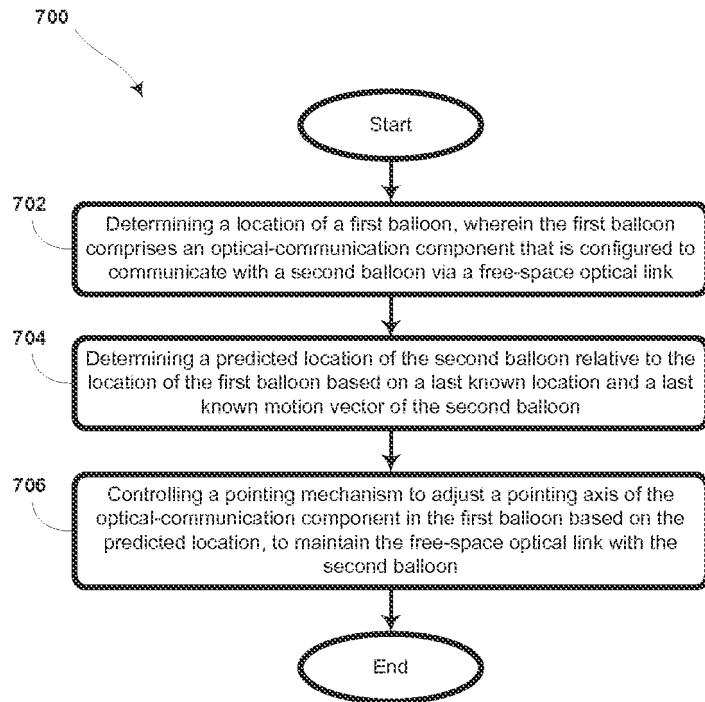 700
Start
702
Determining a location of a first balloon, wherein the first balloon
comprises an optical-communication component that is configured to
communicate with a second balloon via a free-space optical link
704
Determining a predicted location of the second balloon relative to the
location of the first balloon based on a last known location and a last
known motion vector of the second balloon
706
Controlling a pointing mechanism to adjust a pointing axis of the
optical-communication component in the first balloon based on the
predicted location, to maintain the free-space optical link with the
second balloon
End